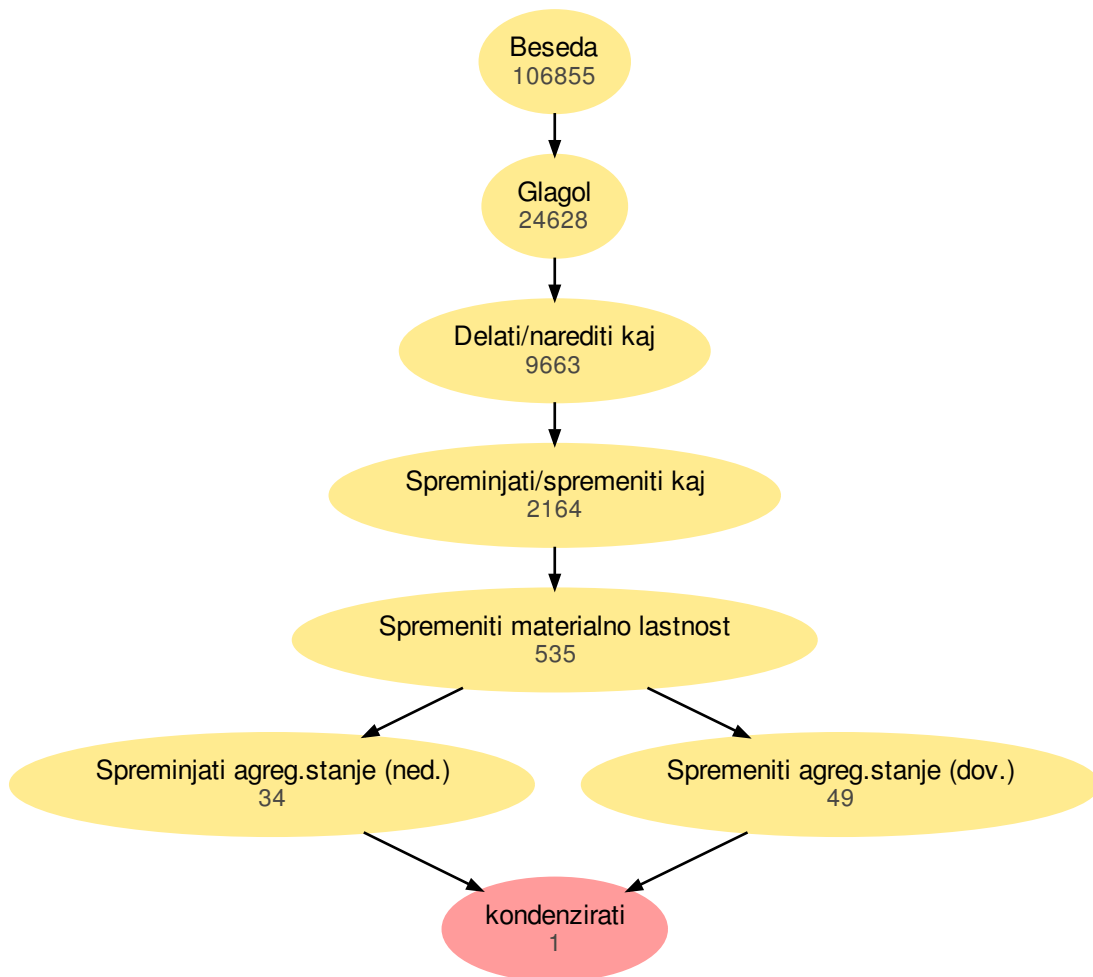 Beseda
106855
Glagol
24628
Delati/narediti kaj
9663
Spreminjati/spremeniti kaj
2164
Spremeniti materialno lastnost
535
Spreminjati agreg.stanje (ned.)
34
Spremeniti agreg.stanje (dov.)
49
kondenzirati
1